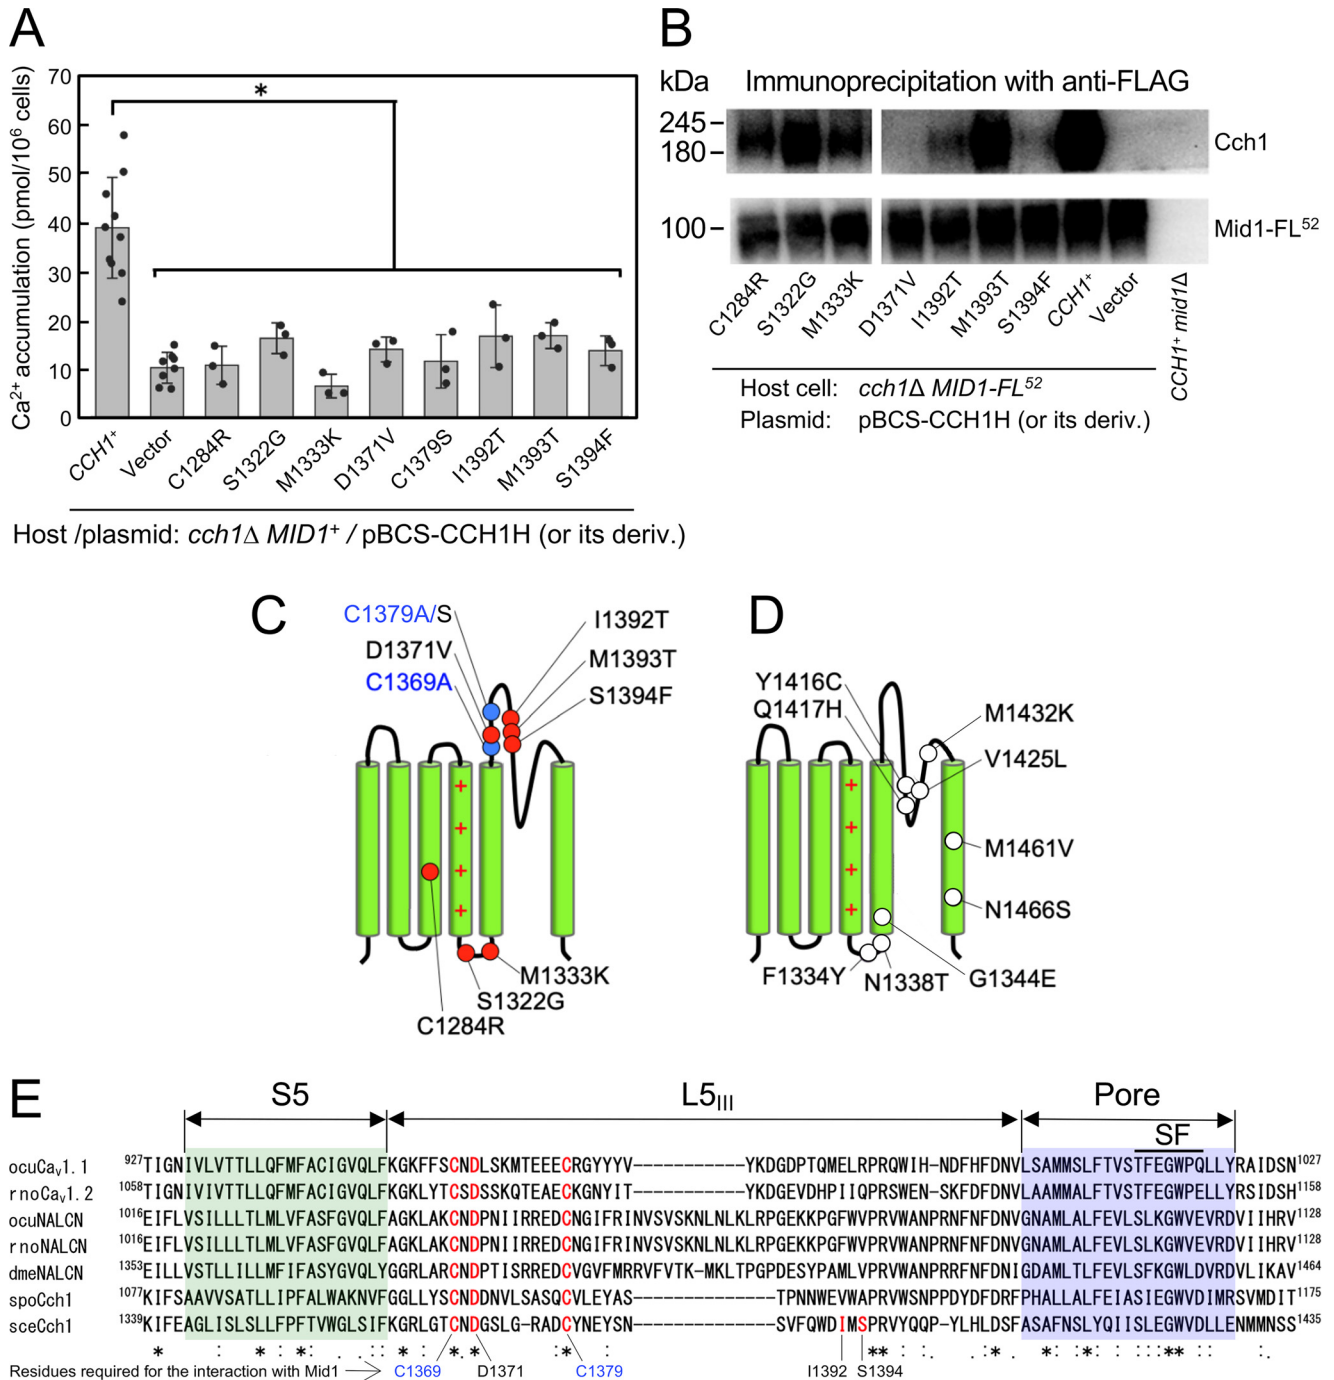 A
Ca²⁺ accumulation (pmol/10⁶ cells)
70
60
50
40
30
20
10
0
*
CCH1⁺
Vector
C1284R
S1322G
M1333K
D1371V
C1379S
I1392T
M1393T
S1394F
Host /plasmid: cch1Δ MID1⁺ / pBCS-CCH1H (or its deriv.)
B
kDa
Immunoprecipitation with anti-FLAG
245
180
Cch1
100
Mid1-FL⁵²
C1284R
S1322G
M1333K
D1371V
I1392T
M1393T
S1394F
CCH1⁺
Vector
CCH1⁺ mid1Δ
Host cell: cch1Δ MID1-FL⁵²
Plasmid: pBCS-CCH1H (or its deriv.)
C
C1379A/S
D1371V
C1369A
I1392T
M1393T
S1394F
+
+
+
+
M1333K
S1322G
C1284R
D
Y1416C
Q1417H
M1432K
V1425L
+
+
+
+
M1461V
N1466S
F1334Y
N1338T
G1344E
E
S5
L5III
Pore
SF
ocuCaᵥ1.1 ⁹²⁷TIGNIVLVTTLLQFMFACIGVQLFKGKFFSCNDLSKMTEEECRGYYYV------------YKDGDPTQMELRPRQWIH-NDFHFDNVLSAMMSLFTVSTFEGWPQLLYRAIDSN¹⁰²⁷
rnoCaᵥ1.2 ¹⁰⁵⁸TIGNIVIVTTLLQFMFACIGVQLFKGKLYTCSDSSKQTEAECKGNYIT------------YKDGEVDHPIIQPRSWEN-SKFDFDNVLAAMMALFTVSTFEGWPELLYRSIDSH¹¹⁵⁸
ocuNALCN ¹⁰¹⁶EIFLVSILLLTLMLVFASFGVQLFAGKLAKCNDPNIIRREDCNGIFRINVSVSKNLNLKLRPGEKKPGFWVPRVWANPRNFNFDNVGNAMLALFEVLSLKGWVEVRDVIIHRV¹¹²⁸
rnoNALCN ¹⁰¹⁶EIFLVSILLLTLMLVFASFGVQLFAGKLAKCNDPNIIRREDCNGIFRINVSVSKNLNLKLRPGEKKPGFWVPRVWANPRNFNFDNVGNAMLALFEVLSLKGWVEVRDVIIHRV¹¹²⁸
dmeNALCN ¹³⁵³EILLVSTLLILLMFIFASYGVQLYGGRLARCNDPTISRREDCVGVFMRRVFVTK-MKLTPGPDESYPAMLVPRVWANPRRFNFDNIGDAMLTLFEVLSFKGWLDVRDVLIKAV¹⁴⁶⁴
spoCch1 ¹⁰⁷⁷KIFSAAVVSATLLIPFALWAKNVFGGLLYSCNDDNVLSASQCVLEYAS---------------TPNNWEVWAPRVWSNPPDYDFDRFPHALLALFEIASIEGWVDIMRSVMDIT¹¹⁷⁵
sceCch1 ¹³³⁹KIFEAGLISLSLLFPFTVWGLSIFKGRLGTCNDGSLG-RADCYNEYSN---------------SVFQWDIMSPRVYQQP-YLHLDSFASAFNSLYQIISLEGWVDLLENMMNSS¹⁴³⁵
Residues required for the interaction with Mid1
C1369
D1371
C1379
I1392
S1394